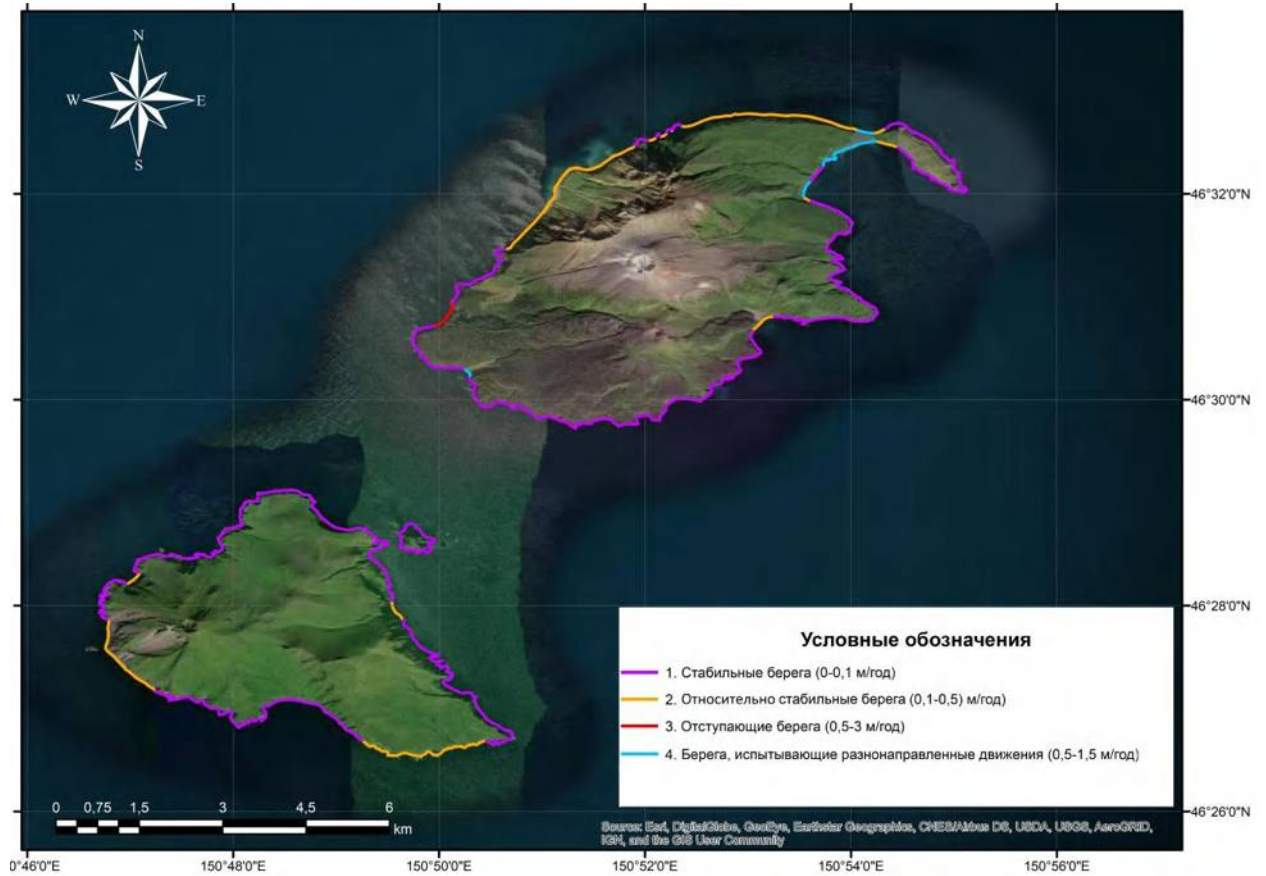 N
W E
S
46°32'0"N
46°30'0"N
46°28'0"N
46°26'0"N
Условные обозначения
1. Стабильные берега (0-0,1 м/год)
2. Относительно стабильные берега (0,1-0,5) м/год)
3. Отступающие берега (0,5-3 м/год)
4. Берега, испытывающие разнонаправленные движения (0,5-1,5 м/год)
0 0,75 1,5 3 4,5 6
km
Source: Esri, DigitalGlobe, GeoEye, Earthstar Geographics, CNES/Airbus DS, USDA, USGS, AeroGRID,
IGN, and the GIS User Community
0°46'0"E 150°48'0"E 150°50'0"E 150°52'0"E 150°54'0"E 150°56'0"E